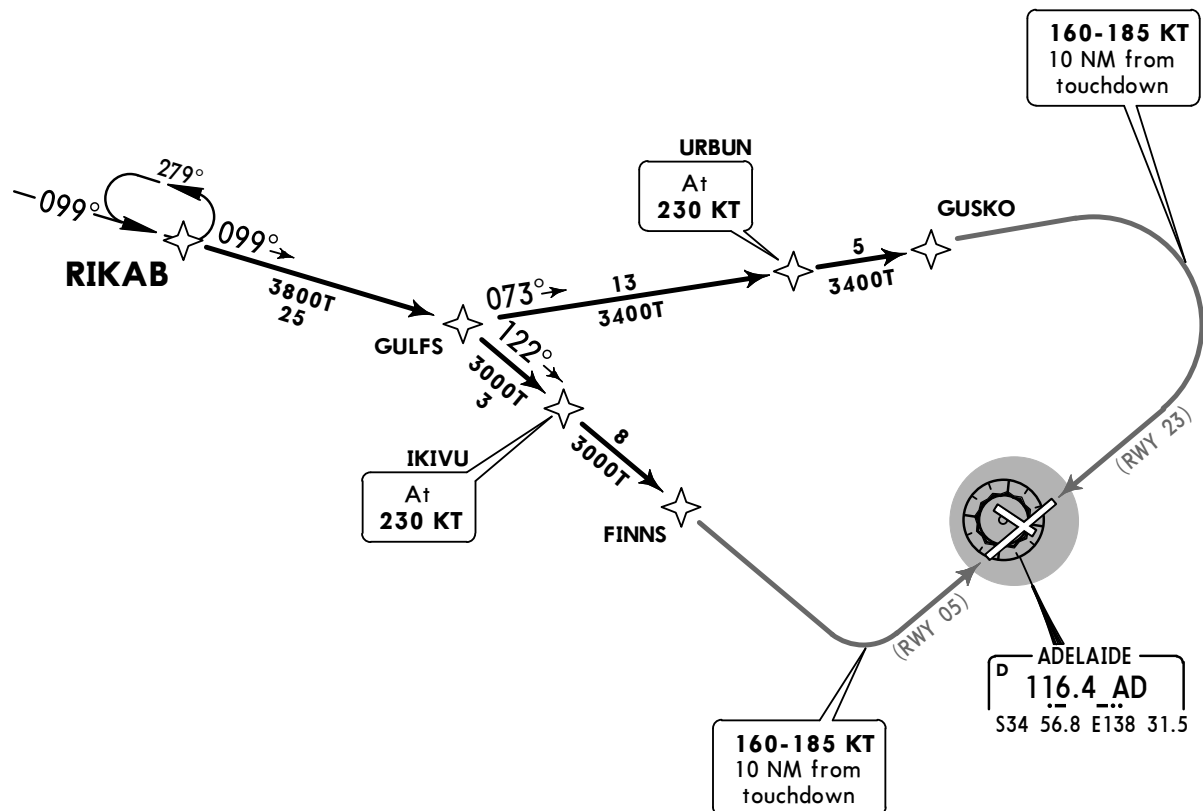 160-185 KT
10 NM from
touchdown
URBUN
At
230 KT
GUSKO
279°
099°
099°
RIKAB
3800T
25
GULFS
073°
13
3400T
5
3400T
122°
3000T
3
IKIVU
At
230 KT
8
3000T
FINNS
(RWY 23)
(RWY 05)
ADELAIDE
D
116.4 AD
S34 56.8 E138 31.5
160-185 KT
10 NM from
touchdown